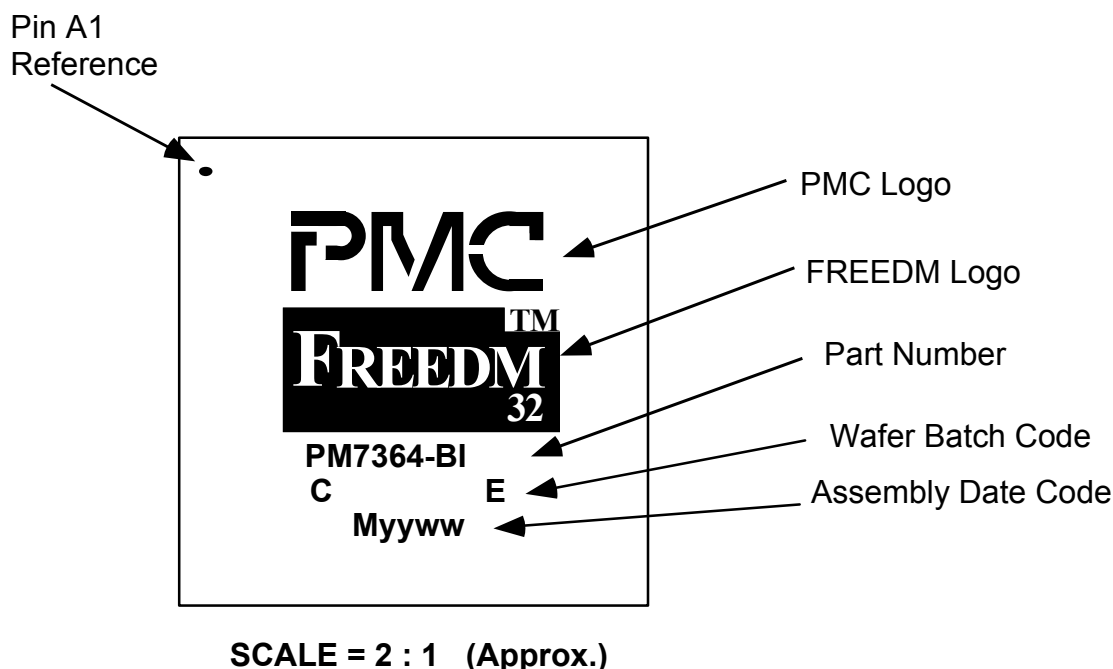 Pin A1
Reference
PMC
PMC Logo
TM
FREEDM Logo
FREEDM
32
Part Number
PM7364-BI
Wafer Batch Code
C E
Assembly Date Code
Myyww
SCALE = 2 : 1 (Approx.)